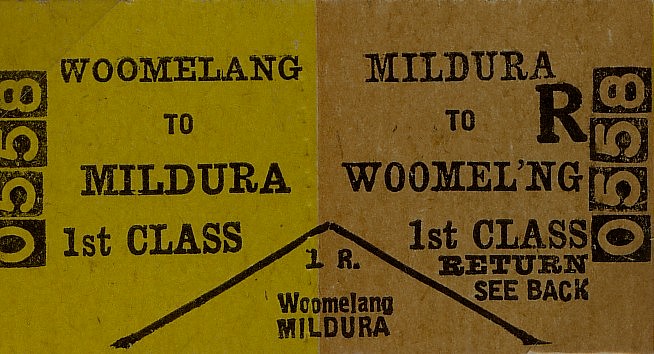 WOOMELANG
TO
MILDURA
1st CLASS
0558
MILDURA
TO
R
WOOMEL'NG
1st CLASS
RETURN
SEE BACK
0558
1 R.
Woomelang
MILDURA